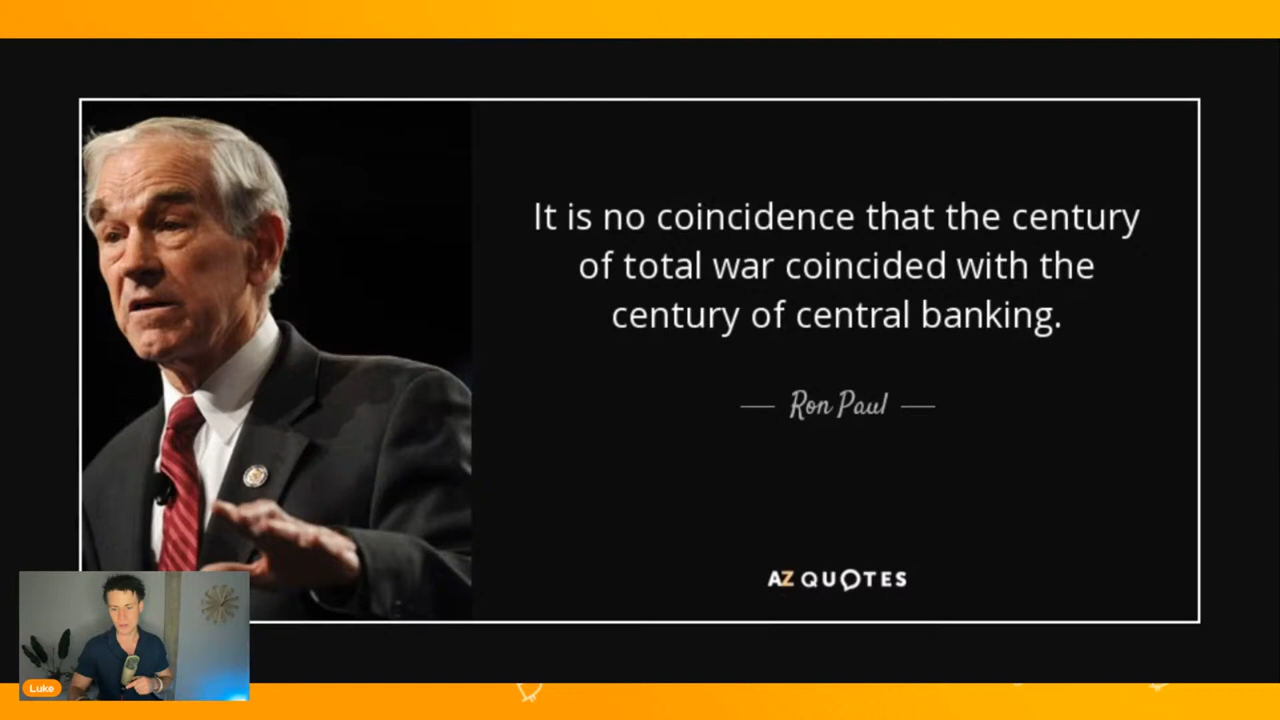 It is no coincidence that the century
of total war coincided with the
century of central banking.
Ron Paul
AZ QUOTES
Luke